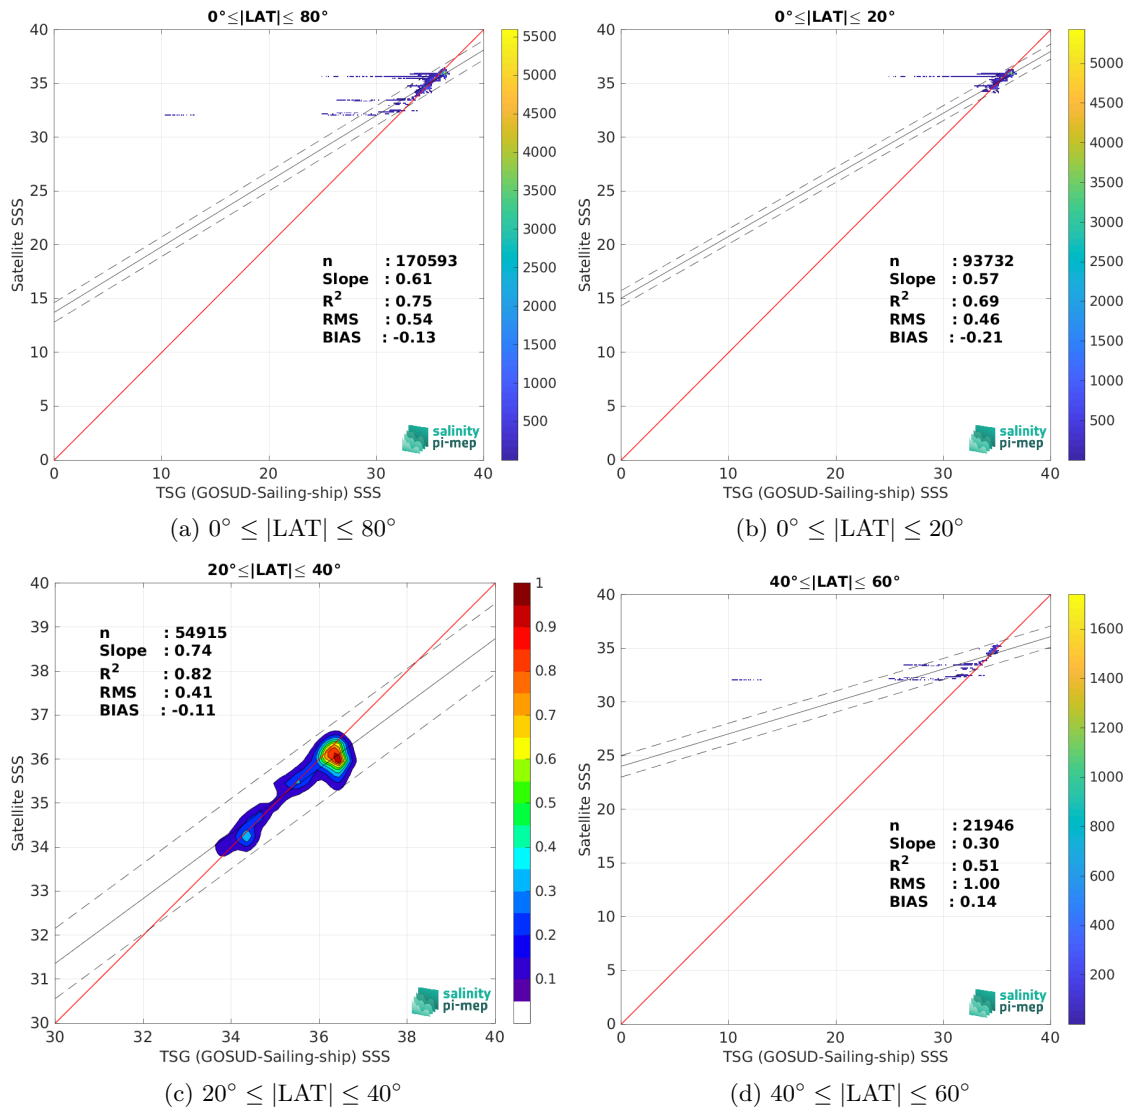 0°≤|LAT|≤ 80°
40
35
30
25
20
15
10
5
0
Satellite SSS
n : 170593
Slope : 0.61
R² : 0.75
RMS : 0.54
BIAS : -0.13
salinity
pi-mep
0 10 20 30 40
TSG (GOSUD-Sailing-ship) SSS
5500
5000
4500
4000
3500
3000
2500
2000
1500
1000
500
(a) 0° ≤ |LAT| ≤ 80°
0°≤|LAT|≤ 20°
40
35
30
25
20
15
10
5
0
Satellite SSS
n : 93732
Slope : 0.57
R² : 0.69
RMS : 0.46
BIAS : -0.21
salinity
pi-mep
0 10 20 30 40
TSG (GOSUD-Sailing-ship) SSS
5000
4500
4000
3500
3000
2500
2000
1500
1000
500
(b) 0° ≤ |LAT| ≤ 20°
20°≤|LAT|≤ 40°
40
39
38
37
36
35
34
33
32
31
30
Satellite SSS
n : 54915
Slope : 0.74
R² : 0.82
RMS : 0.41
BIAS : -0.11
salinity
pi-mep
30 32 34 36 38 40
TSG (GOSUD-Sailing-ship) SSS
1
0.9
0.8
0.7
0.6
0.5
0.4
0.3
0.2
0.1
(c) 20° ≤ |LAT| ≤ 40°
40°≤|LAT|≤ 60°
40
35
30
25
20
15
10
5
0
Satellite SSS
n : 21946
Slope : 0.30
R² : 0.51
RMS : 1.00
BIAS : 0.14
salinity
pi-mep
0 10 20 30 40
TSG (GOSUD-Sailing-ship) SSS
1600
1400
1200
1000
800
600
400
200
(d) 40° ≤ |LAT| ≤ 60°